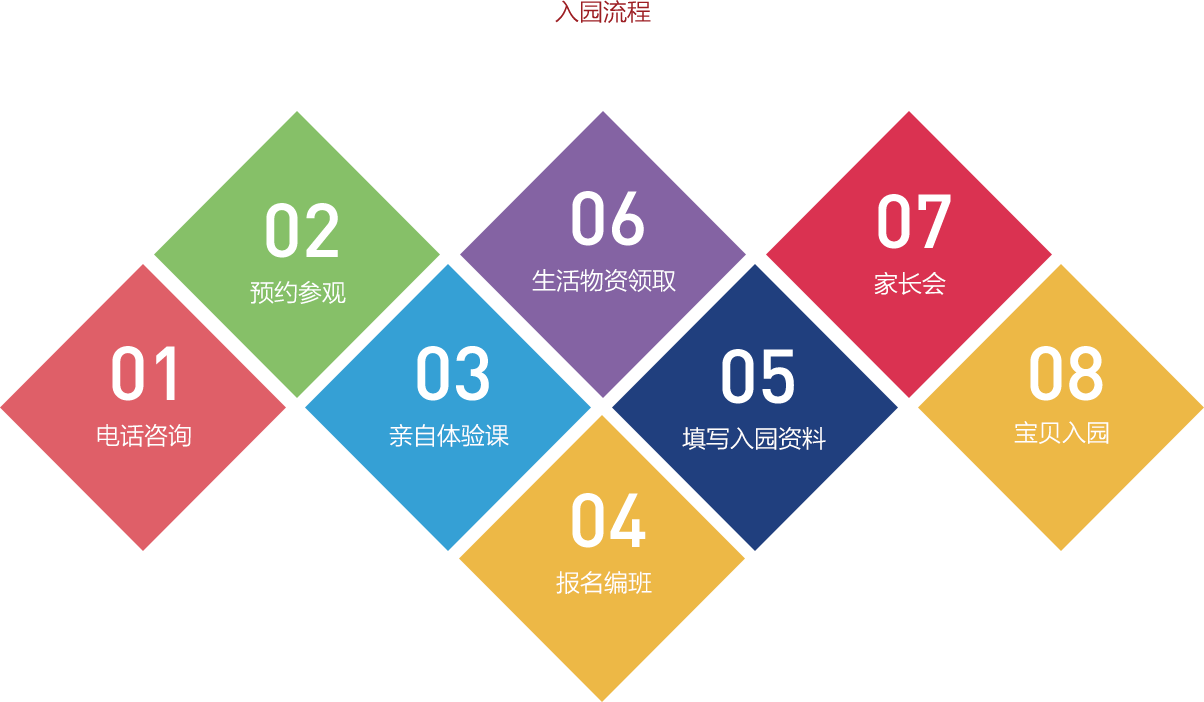 入园流程
01
电话咨询
02
预约参观
03
亲自体验课
04
报名编班
05
填写入园资料
06
生活物资领取
07
家长会
08
宝贝入园